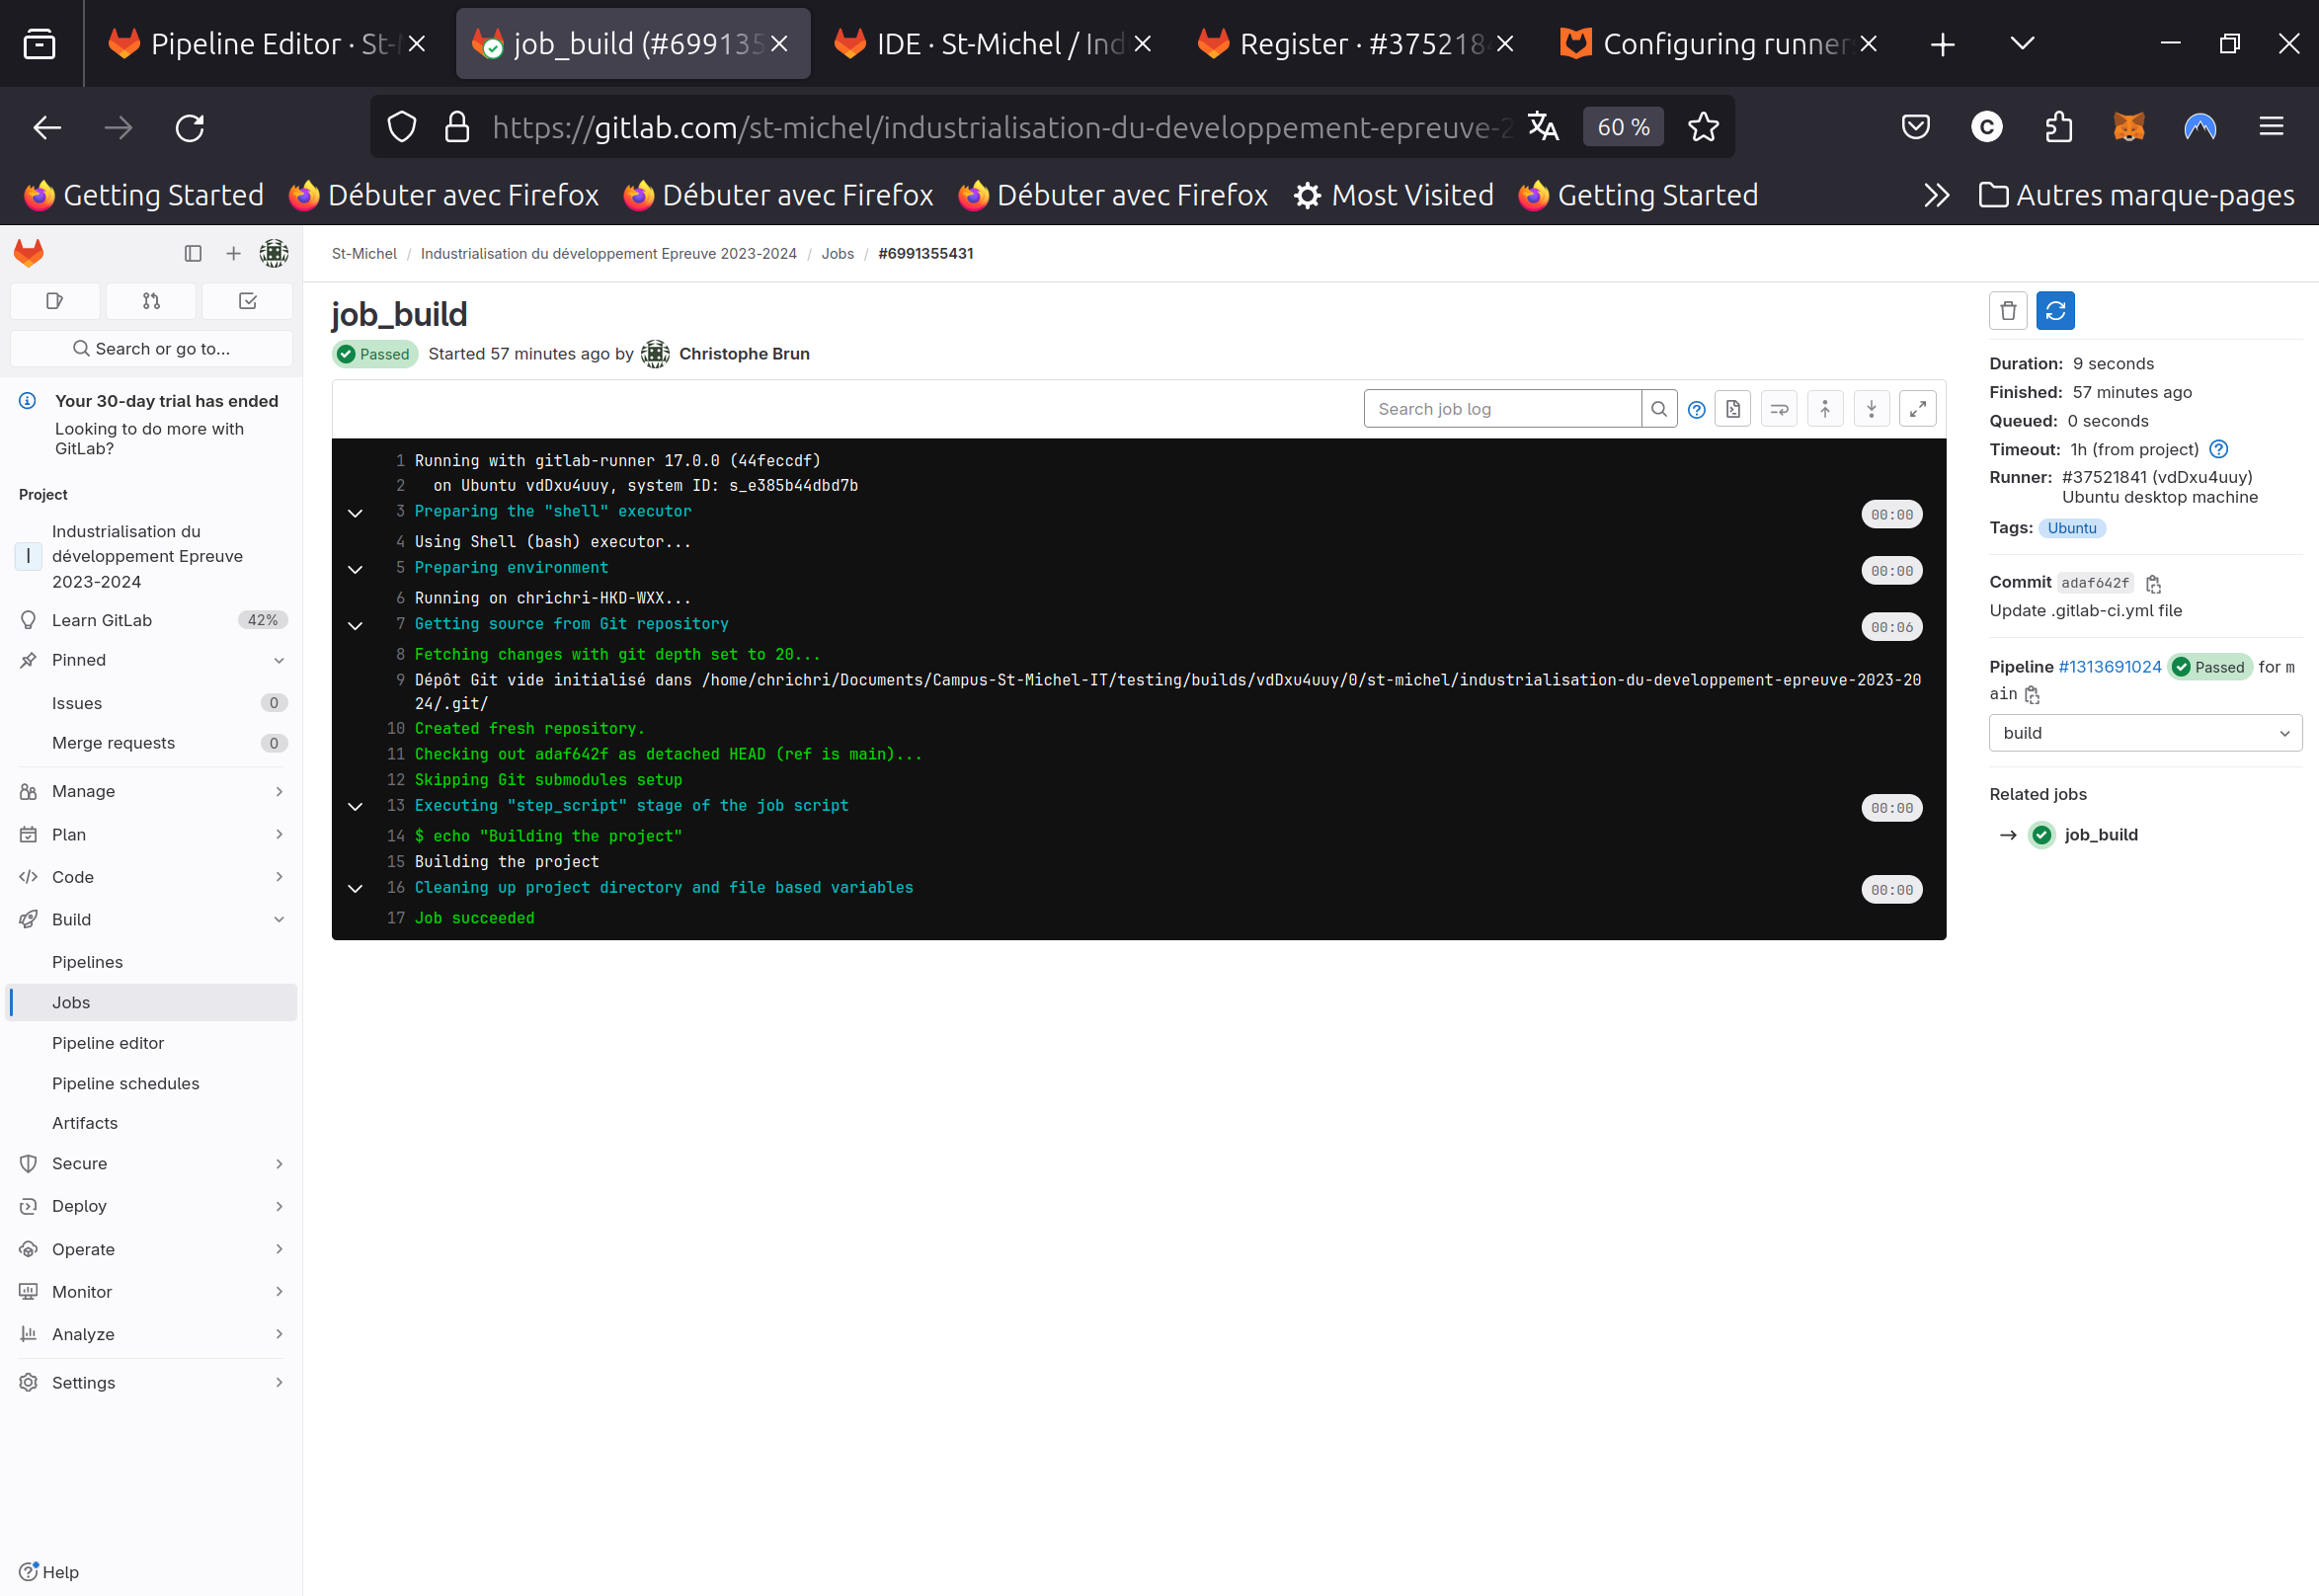 Pipeline Editor · St-M
job_build (#699135
IDE · St-Michel / Ind
Register · #3752184
Configuring runner
https://gitlab.com/st-michel/industrialisation-du-developpement-epreuve-2
60 %
Getting Started
Débuter avec Firefox
Débuter avec Firefox
Débuter avec Firefox
Most Visited
Getting Started
Autres marque-pages
Search or go to...
Your 30-day trial has ended
Looking to do more with
GitLab?
Project
I
Industrialisation du
développement Epreuve
2023-2024
Learn GitLab 42%
Pinned
Issues 0
Merge requests 0
Manage
Plan
Code
Build
Pipelines
Jobs
Pipeline editor
Pipeline schedules
Artifacts
Secure
Deploy
Operate
Monitor
Analyze
Settings
Help
St-Michel / Industrialisation du développement Epreuve 2023-2024 / Jobs / #6991355431
job_build
Passed Started 57 minutes ago by Christophe Brun
Search job log
1 Running with gitlab-runner 17.0.0 (44feccdf)
2 on Ubuntu vdDxu4uuy, system ID: s_e385b44dbd7b
3 Preparing the "shell" executor 00:00
4 Using Shell (bash) executor...
5 Preparing environment 00:00
6 Running on chrichri-HKD-WXX...
7 Getting source from Git repository 00:06
8 Fetching changes with git depth set to 20...
9 Dépôt Git vide initialisé dans /home/chrichri/Documents/Campus-St-Michel-IT/testing/builds/vdDxu4uuy/0/st-michel/industrialisation-du-developpement-epreuve-2023-20
24/.git/
10 Created fresh repository.
11 Checking out adaf642f as detached HEAD (ref is main)...
12 Skipping Git submodules setup
13 Executing "step_script" stage of the job script 00:00
14 $ echo "Building the project"
15 Building the project
16 Cleaning up project directory and file based variables 00:00
17 Job succeeded
Duration: 9 seconds
Finished: 57 minutes ago
Queued: 0 seconds
Timeout: 1h (from project)
Runner: #37521841 (vdDxu4uuy)
Ubuntu desktop machine
Tags: Ubuntu
Commit adaf642f
Update .gitlab-ci.yml file
Pipeline #1313691024 Passed for m
ain
build
Related jobs
job_build